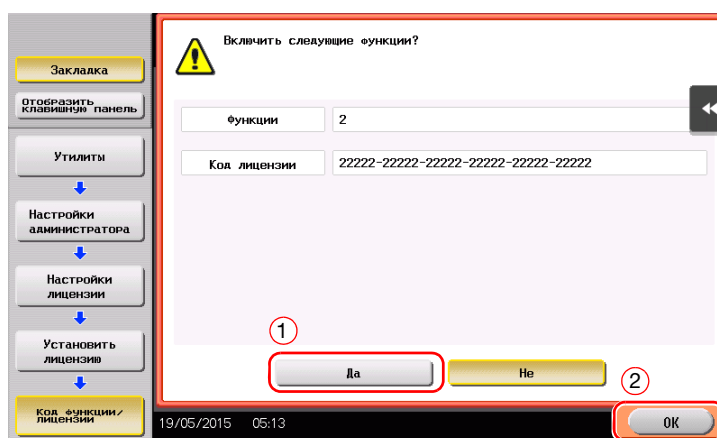 Включить следующие функции?
Закладка
Отобразить
клавишную панель
Функции
2
Утилиты
Код лицензии
22222-22222-22222-22222-22222-22222
Настройки
администратора
Настройки
лицензии
1
Установить
лицензию
Да
Не
2
Код функции/
лицензии
19/05/2015 05:13
OK